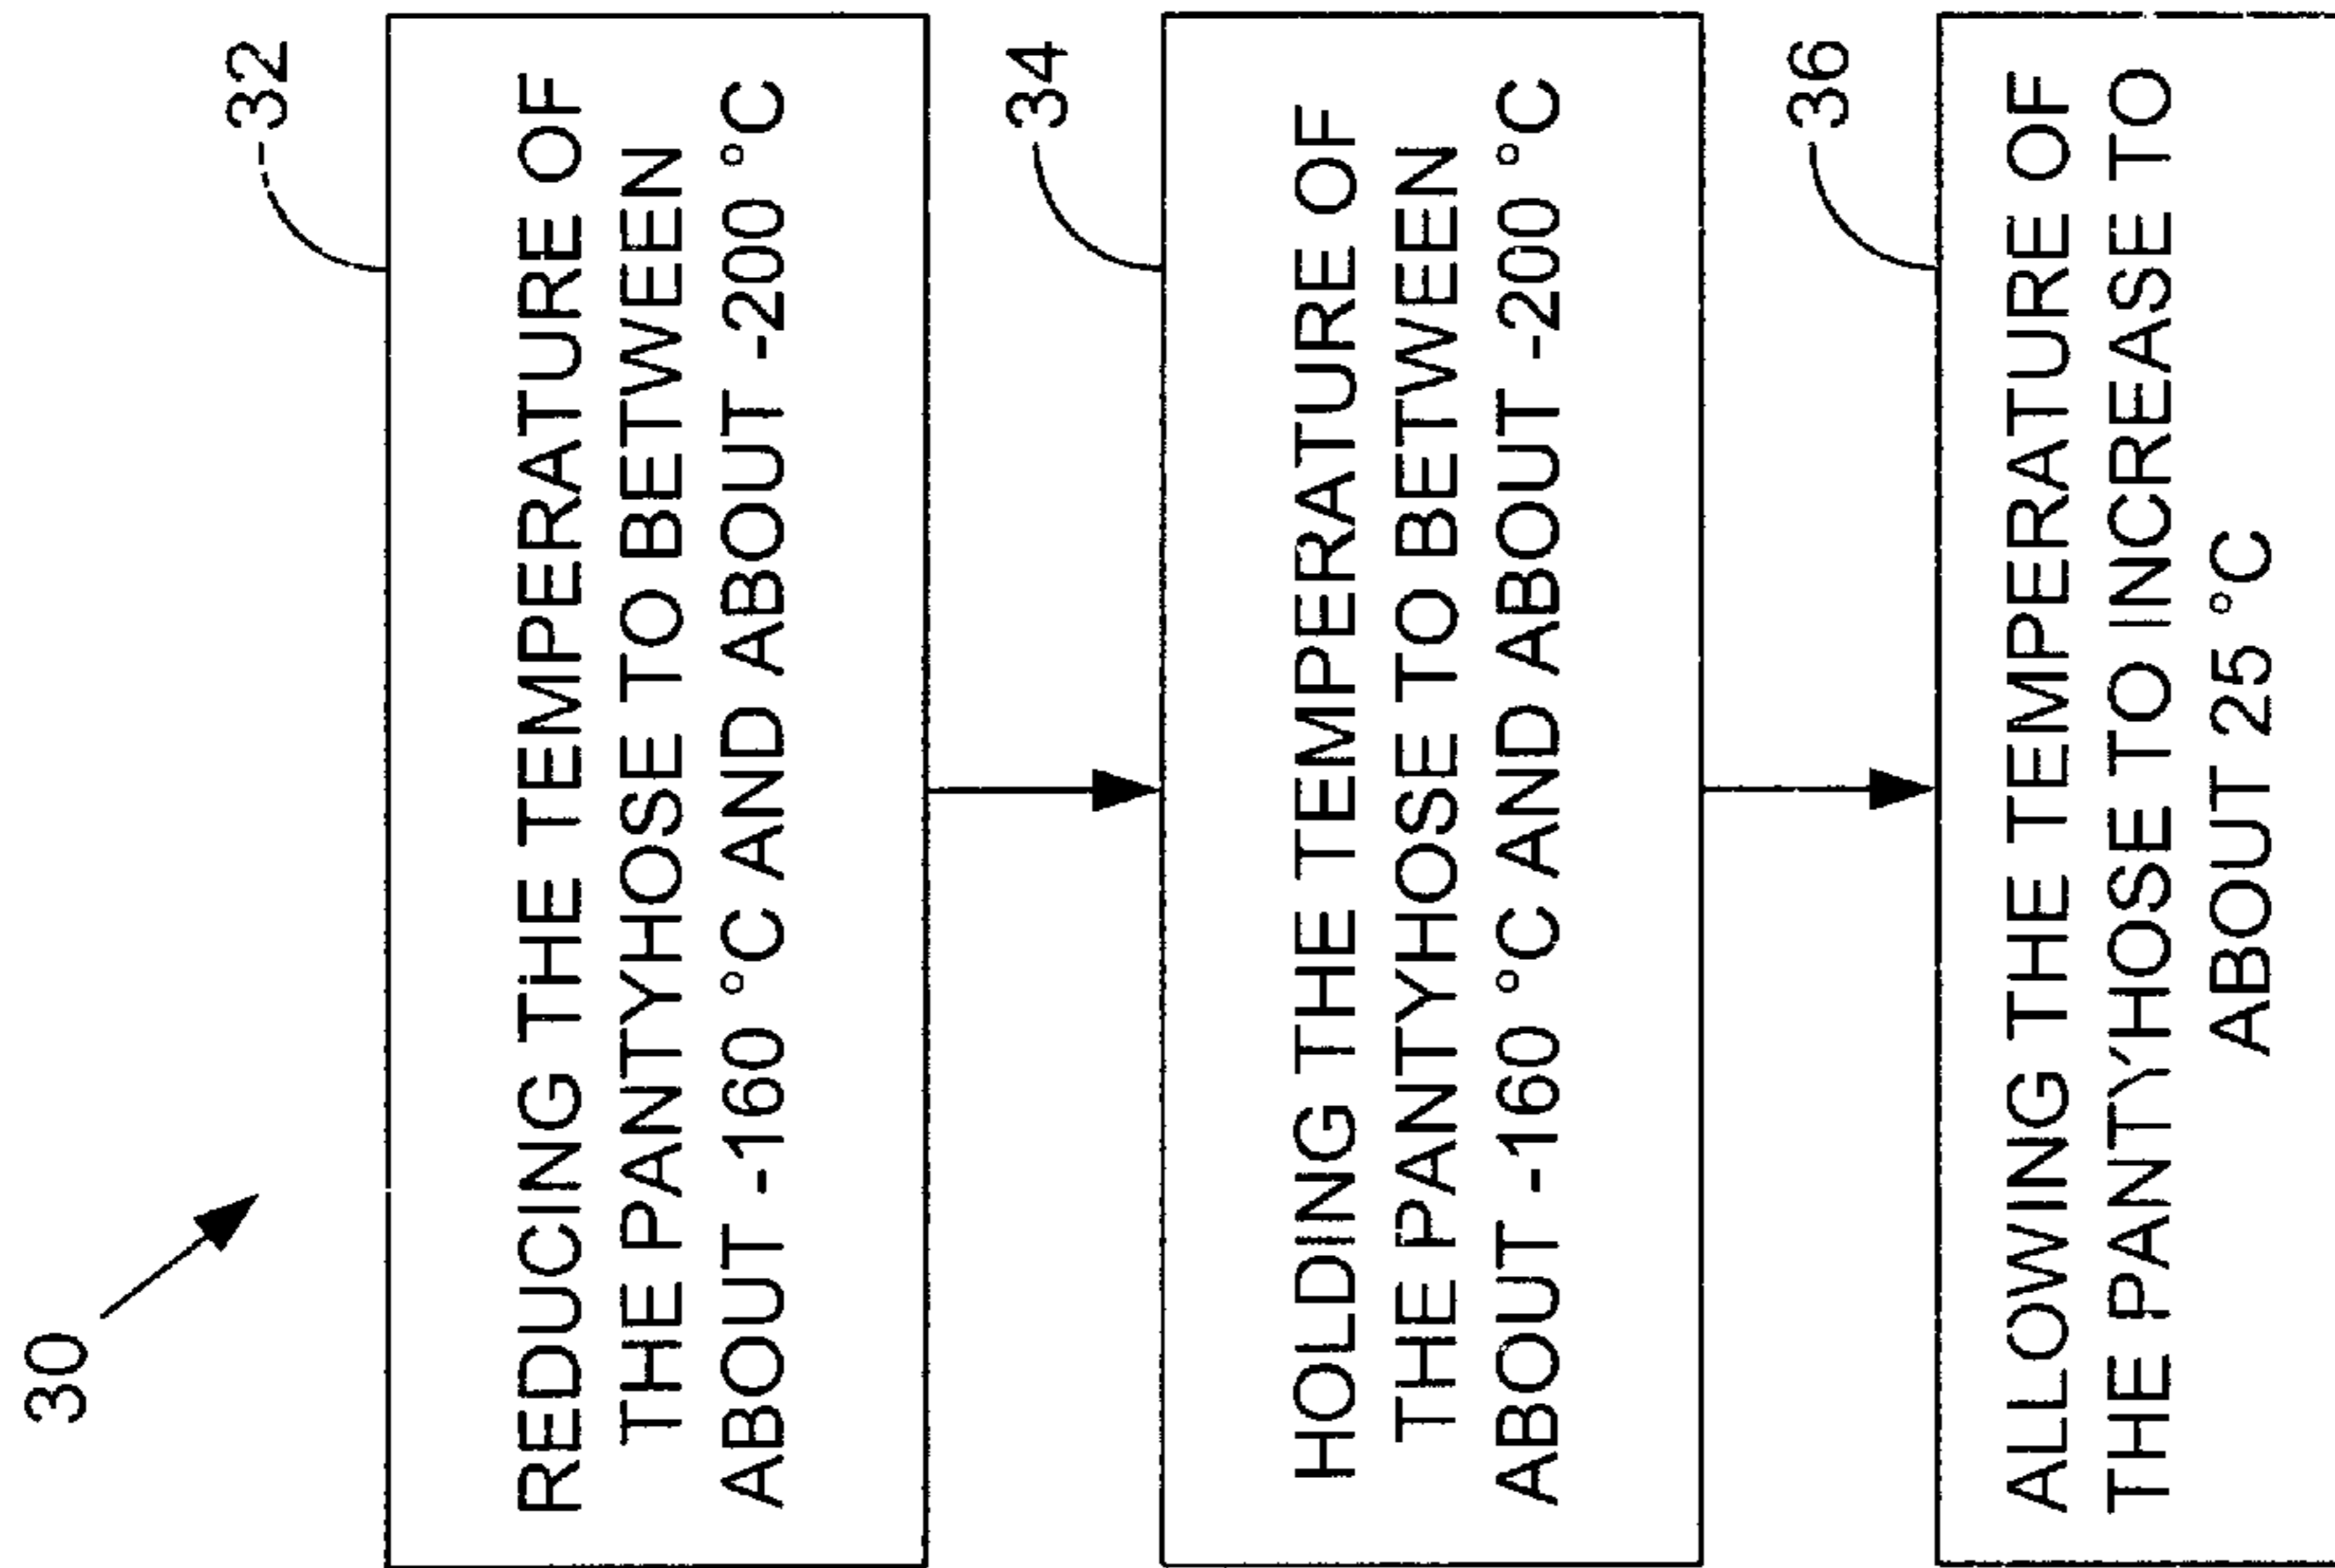 30
32
REDUCING THE TEMPERATURE OF
THE PANTYHOSE TO BETWEEN
ABOUT -160 °C AND ABOUT -200 °C
34
HOLDING THE TEMPERATURE OF
THE PANTYHOSE TO BETWEEN
ABOUT -160 °C AND ABOUT -200 °C
36
ALLOWING THE TEMPERATURE OF
THE PANTYHOSE TO INCREASE TO
ABOUT 25 °C